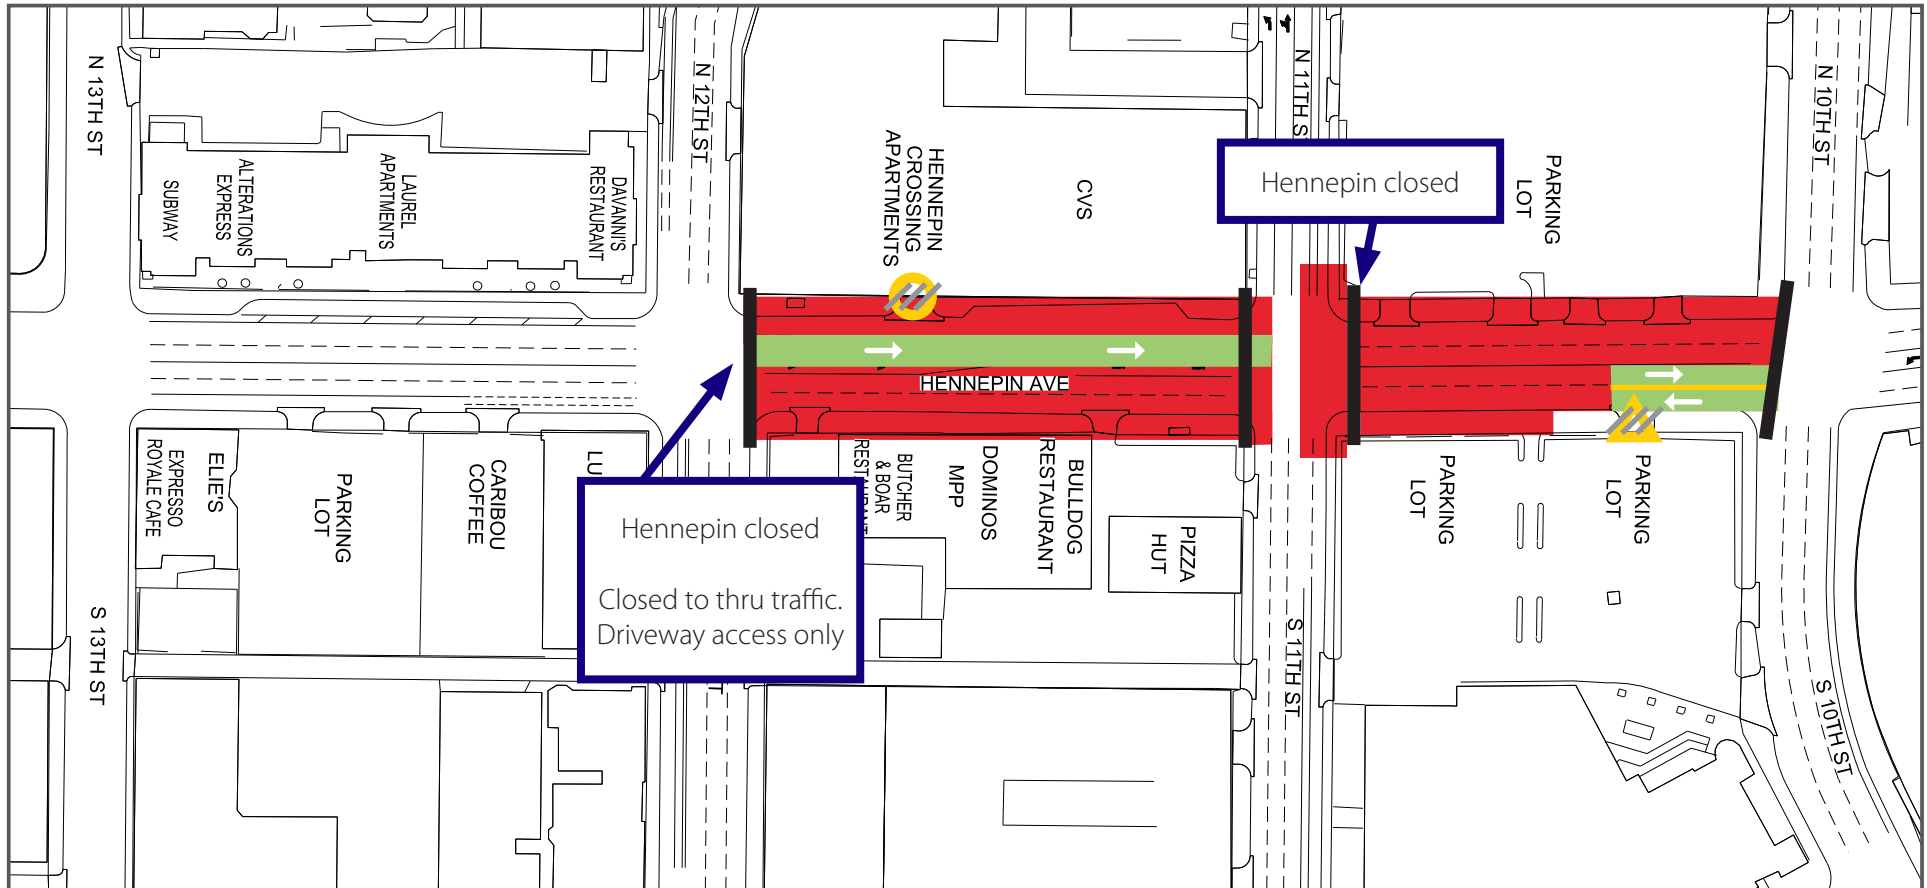 N 13TH ST
N 12TH ST
N 11TH ST
N 10TH ST
SUBWAY
ALTERATIONS
EXPRESS
LAUREL
APARTMENTS
DAVANNI'S
RESTAURANT
HENNEPIN
CROSSING
APARTMENTS
CVS
Hennepin closed
PARKING
LOT
HENNEPIN AVE
ELIE'S
EXPRESSO
ROYALE CAFE
PARKING
LOT
CARIBOU
COFFEE
LU
Hennepin closed
Closed to thru traffic.
Driveway access only
BUTCHER
& BOAR
RESTAURANT
MPP
DOMINOS
BULLDOG
RESTAURANT
PIZZA
HUT
PARKING
LOT
PARKING
LOT
S 13TH ST
S 11TH ST
S 10TH ST